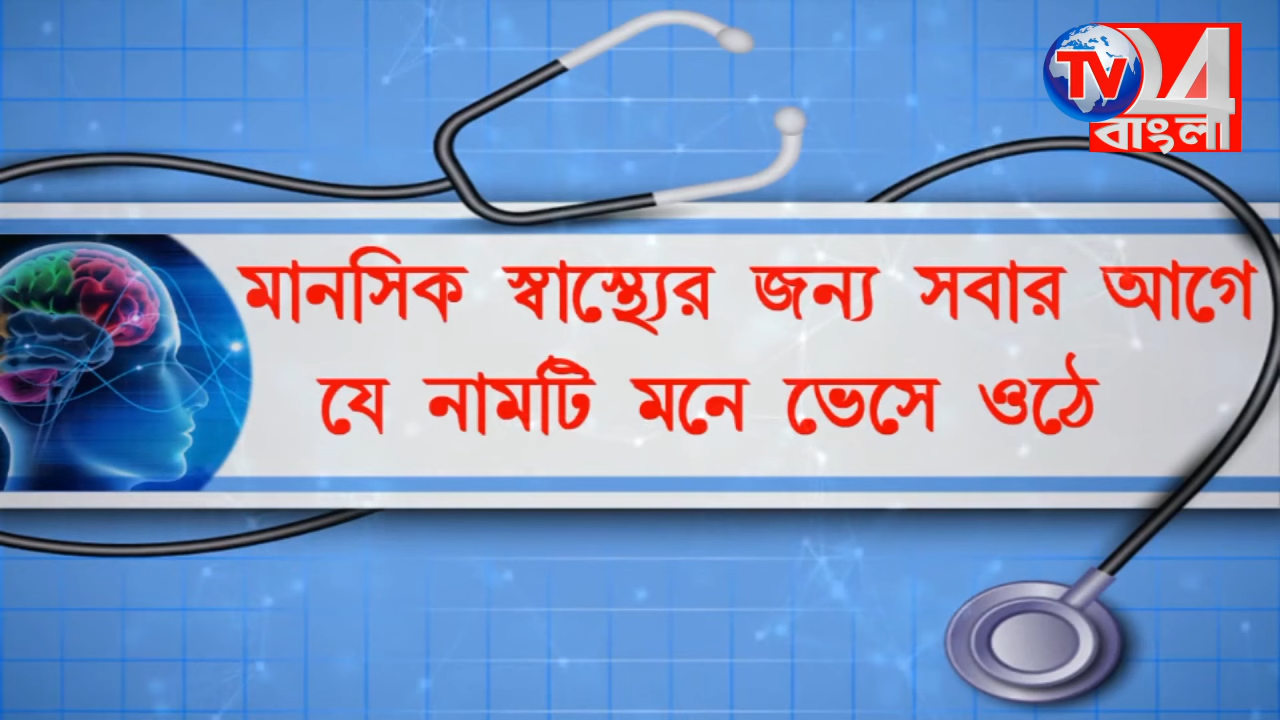 TV 24
বাংলা
মানসিক স্বাস্থ্যের জন্য সবার আগে
যে নামটি মনে ভেসে ওঠে